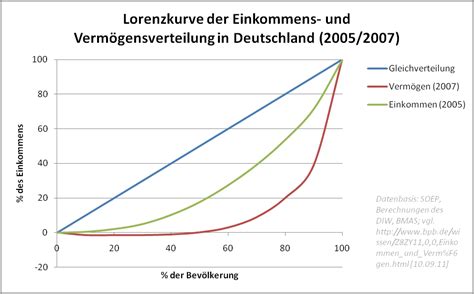 Lorenzkurve der Einkommens- und
Vermögensverteilung in Deutschland (2005/2007)
% des Einkommens
100
80
60
40
20
0
-20
0
20
40
60
80
100
% der Bevölkerung
Gleichverteilung
Vermögen (2007)
Einkommen (2005)
Datenbasis: SOEP,
Berechnungen des
DIW, BMAS; vgl.
http://www.bpb.de/wi
ssen/Z8ZY11,0,0,Einko
mmen_und_Verm%F6
gen.html[10.09.11]